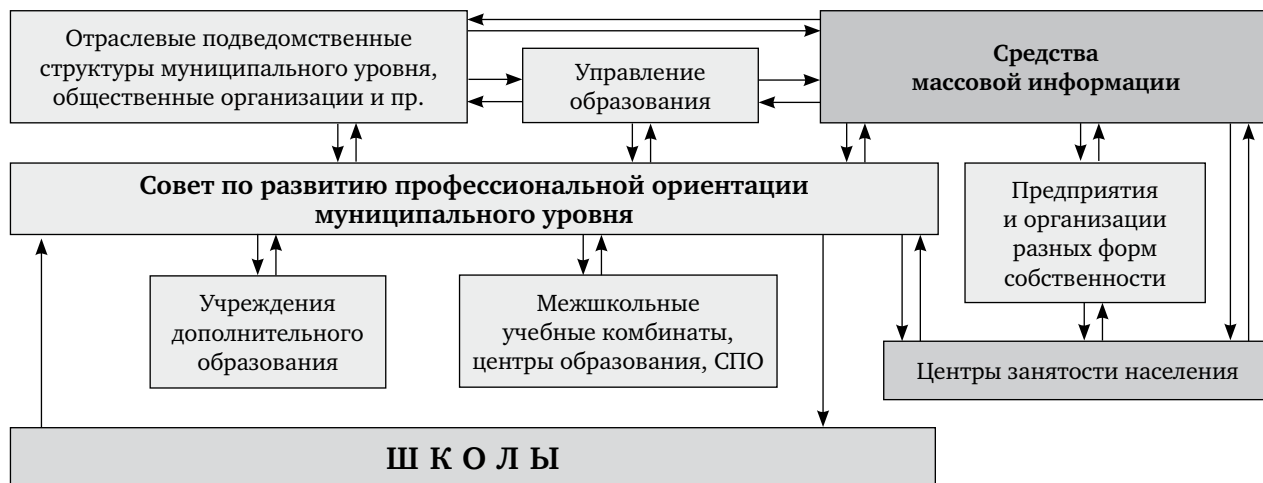 Отраслевые подведомственные
структуры муниципального уровня,
общественные организации и пр.
Управление
образования
Средства
массовой информации
Совет по развитию профессиональной ориентации
муниципального уровня
Предприятия
и организации
разных форм
собственности
Учреждения
дополнительного
образования
Межшкольные
учебные комбинаты,
центры образования, СПО
Центры занятости населения
Ш К О Л Ы